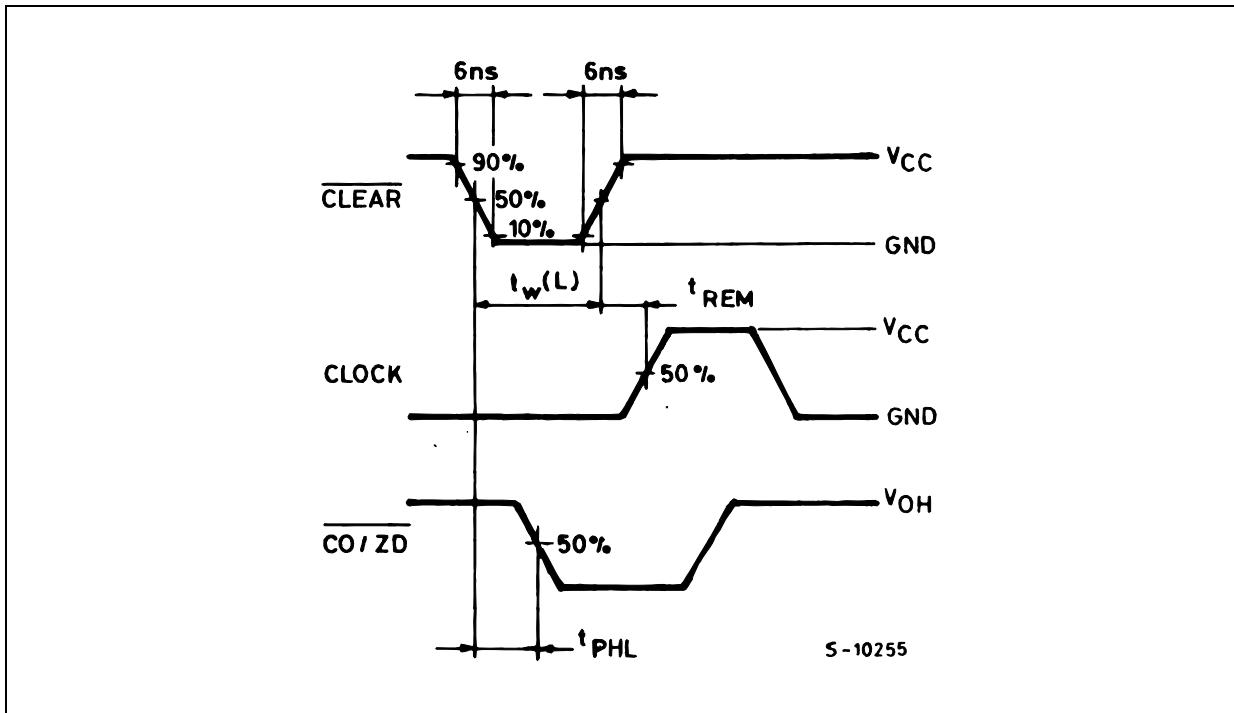 6ns 6ns
90% VCC
CLEAR 50%
10% GND
tw(L) tREM
VCC
CLOCK 50%
GND
VOH
CO/ZD 50%
tPHL S-10255